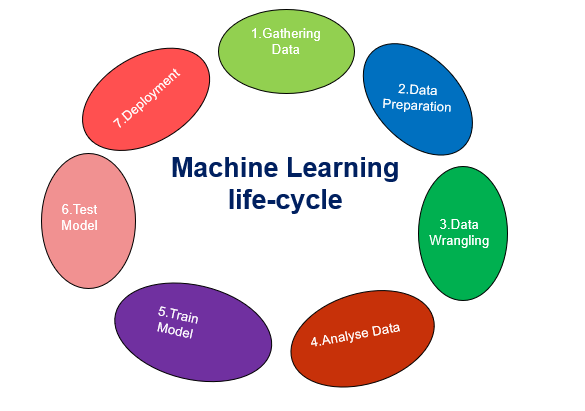 1.Gathering
Data
2.Data
Preparation
3.Data
Wrangling
4.Analyse Data
5.Train
Model
6.Test
Model
7.Deployment
Machine Learning
life-cycle